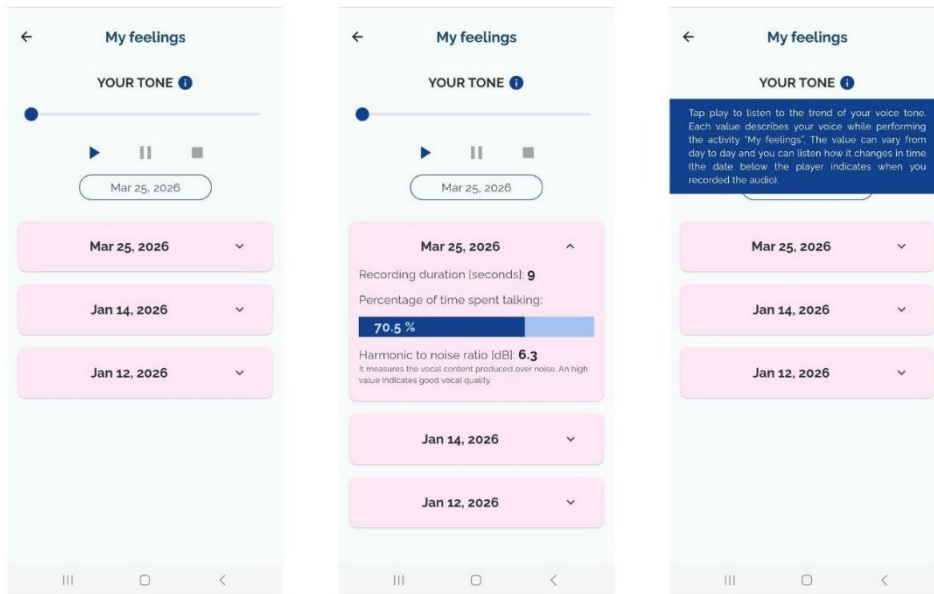 My feelings
YOUR TONE i
Mar 25, 2026
Mar 25, 2026
Jan 14, 2026
Jan 12, 2026
My feelings
YOUR TONE i
Mar 25, 2026
Mar 25, 2026
Recording duration [seconds]: 9
Percentage of time spent talking:
70.5 %
Harmonic to noise ratio [dB]: 6.3
It measures the vocal content produced over noise. An high
value indicates good vocal quality.
Jan 14, 2026
Jan 12, 2026
My feelings
YOUR TONE i
Tap play to listen to the trend of your voice tone.
Each value describes your voice while performing
the activity "My feelings". The value can vary from
day to day and you can listen how it changes in time
(the date below the player indicates when you
recorded the audio).
Mar 25, 2026
Jan 14, 2026
Jan 12, 2026